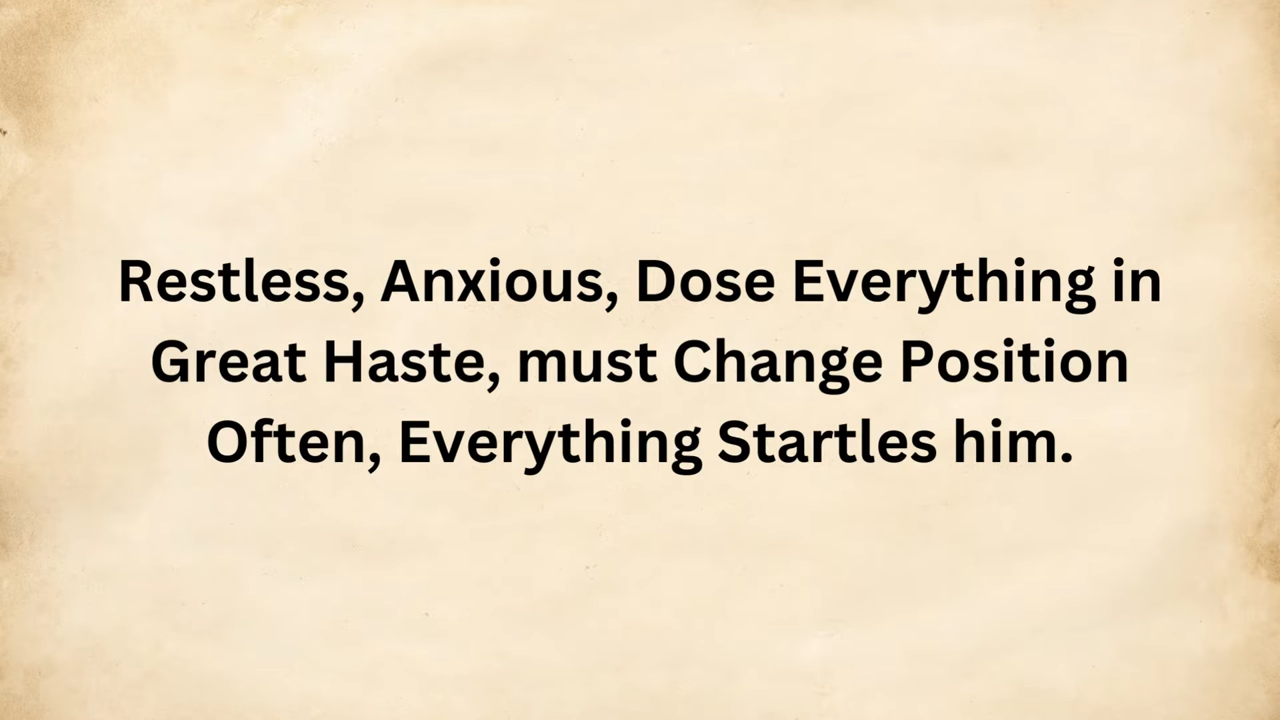 Restless, Anxious, Dose Everything in
Great Haste, must Change Position
Often, Everything Startles him.